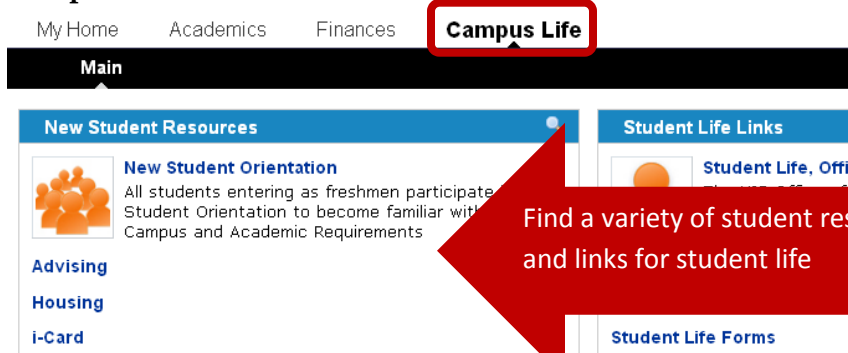 My Home Academics Finances Campus Life
Main
New Student Resources
New Student Orientation
All students entering as freshmen participate
Student Orientation to become familiar with
Campus and Academic Requirements
Advising
Housing
i-Card
Student Life Links
Student Life,
Find a variety of student
and links for student life
Student Life Forms